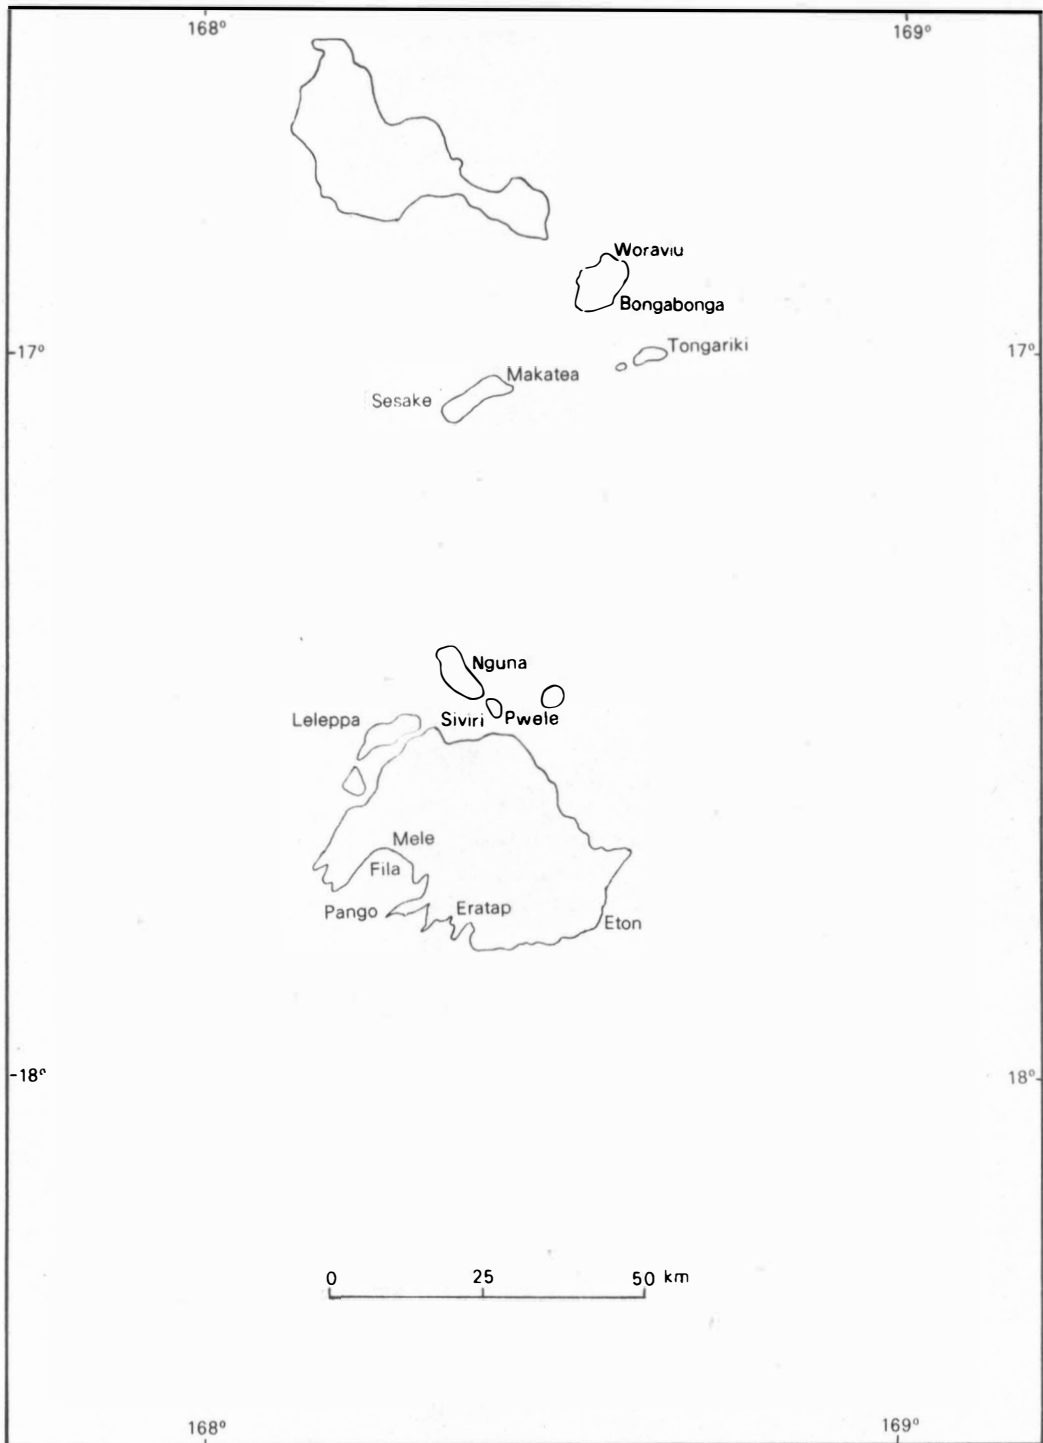 168°
169°
Woraviu
Bongabonga
17°
Tongariki
17°
Makatea
Sesake
Nguna
Leleppa
Siviri
Pwele
Mele
Fila
Pango
Eratap
Eton
18°
18°
0 25 50 km
168°
169°